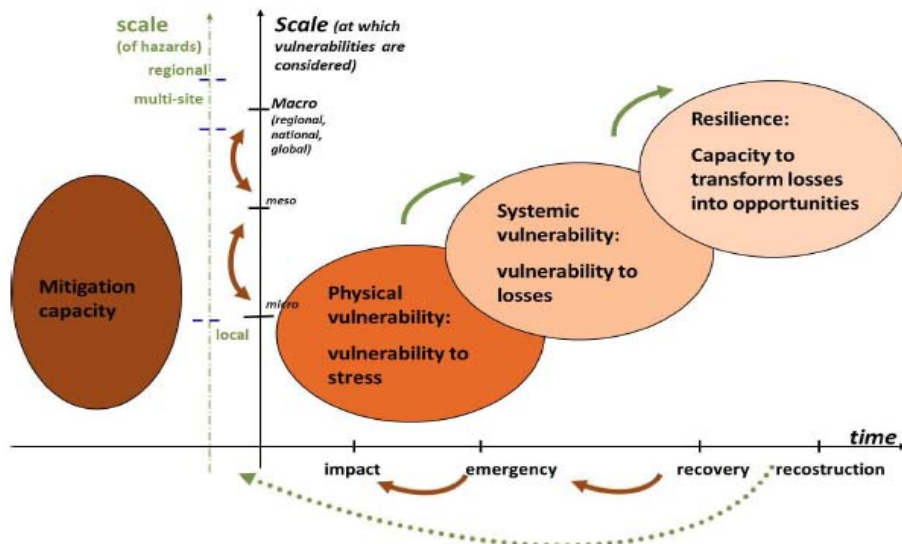 scale
(of hazards)
regional
multi-site
local
Scale (at which
vulnerabilities are
considered)
Macro
(regional,
national,
global)
meso
micro
Mitigation
capacity
Physical
vulnerability:
vulnerability to
stress
Systemic
vulnerability:
vulnerability to
losses
Resilience:
Capacity to
transform losses
into opportunities
time
impact
emergency
recovery
recostruction